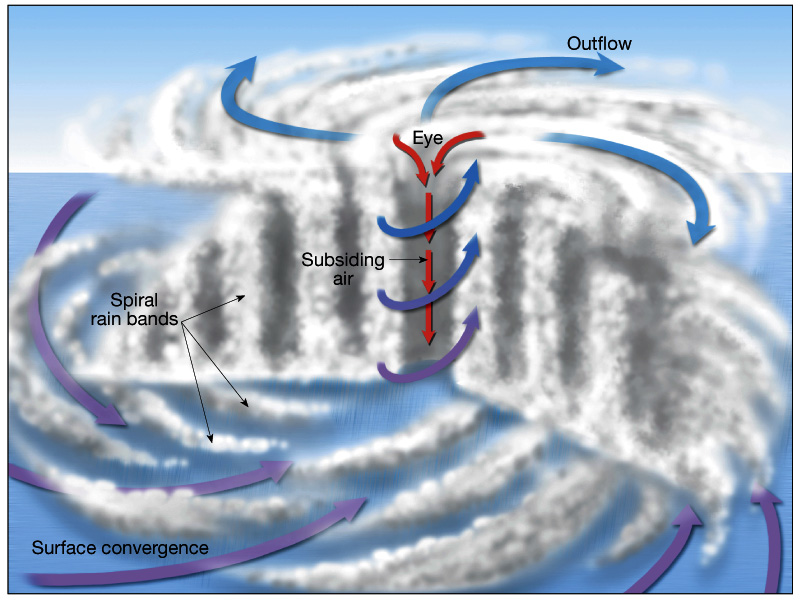 Outflow
Eye
Subsiding
air
Spiral
rain bands
Surface convergence